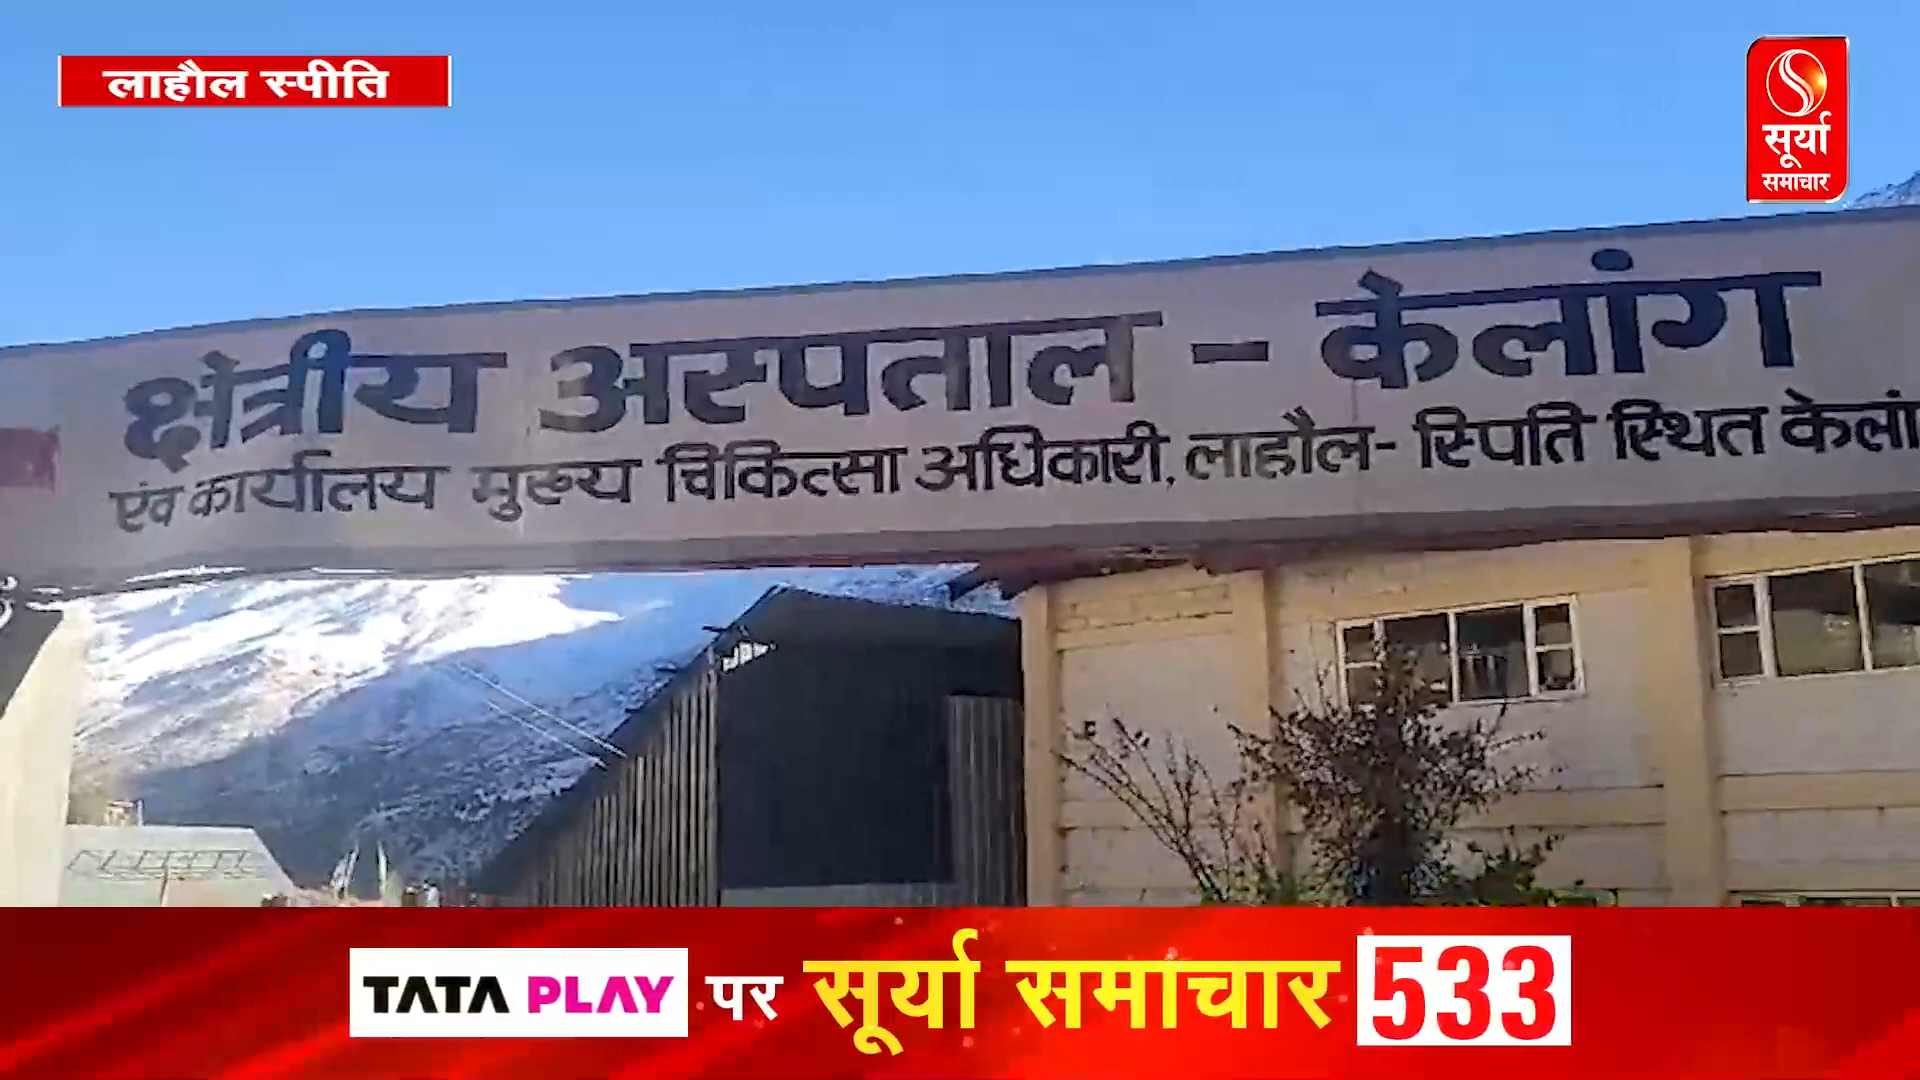 लाहौल स्पीति
सूर्या
समाचार
क्षेत्रीय अस्पताल - केलांग
एंव कार्यालय मुख्य चिकित्सा अधिकारी, लाहौल- स्पिति स्थित केलां
TATA PLAY पर सूर्या समाचार 533